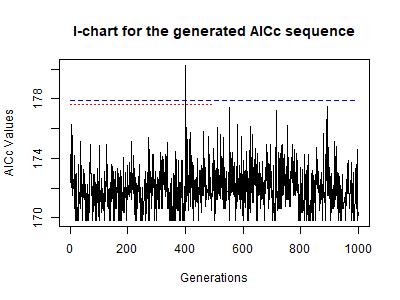 I-chart for the generated AICc sequence
AICc Values
178
174
170
0 200 400 600 800 1000
Generations